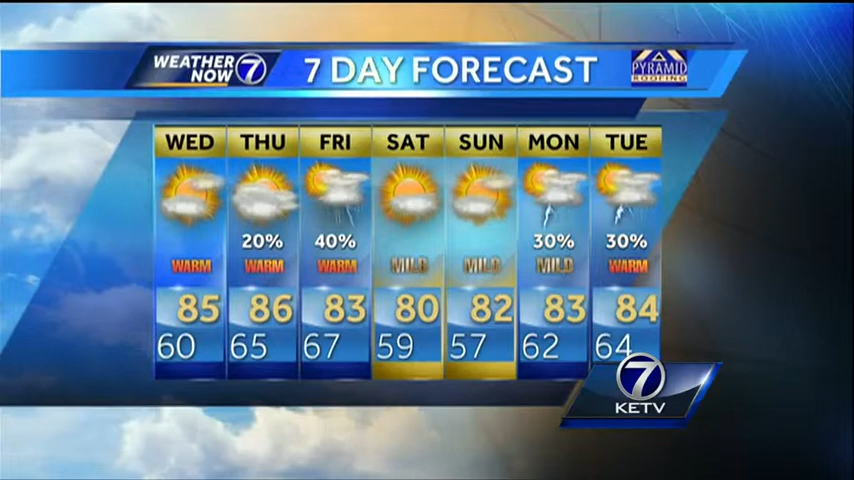 WEATHER NOW 7
7 DAY FORECAST
PYRAMID
ROOFING
WED THU FRI SAT SUN MON TUE
20% 40% 30% 30%
WARM WARM WARM MILD MILD MILD WARM
85 86 83 80 82 83 84
60 65 67 59 57 62 64
7
KETV